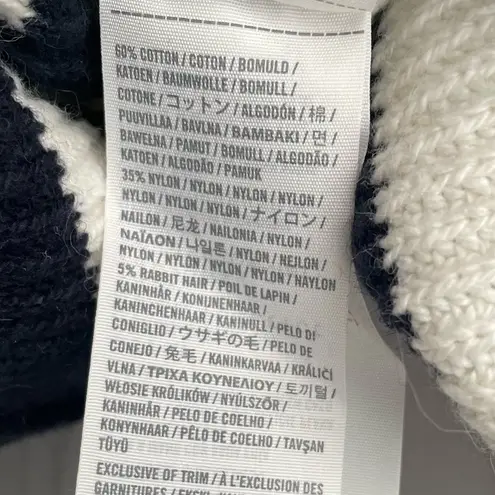 60% COTTON / COTON / BOMULD /
KATOEN / BAUMWOLLE / BOMULL /
COTONE / コットン / ALGODÓN / 棉 /
PUUVILLAA / BAVLNA / ΒΑΜΒΑΚΙ / 면 /
BAWEŁNA / PAMUT / BOMULL / ALGODÃO /
KATOEN / ALGODÃO / PAMUK
35% NYLON / NYLON / NYLON / NYLON /
NYLON / NYLON / NYLON / ナイロン /
NAILON / 尼龙 / NAILONIA / NYLON /
ΝΑΪΛΟΝ / 나일론 / NYLON / NEJLON /
NYLON / NYLON / NYLON / NYLON / NAYLON
5% RABBIT HAIR / POIL DE LAPIN /
KANINHÅR / KONIJNENHAAR /
KANINCHENHAAR / KANINULL / PELO DI
CONIGLIO / ウサギの毛 / PELO DE
CONEJO / 兔毛 / KANINKARVAA / KRÁLIČÍ
VLNA / ΤΡΙΧΑ ΚΟΥΝΕΛΙΟΥ / 토끼털 /
WŁOSIE KRÓLIKÓW / NYÚLSZŐR /
KANINHÅR / PELO DE COELHO /
KONYNHAAR / PÊLO DE COELHO / TAVŞAN
TÜYÜ
EXCLUSIVE OF TRIM / À L'EXCLUSION DES
GARNITURES /